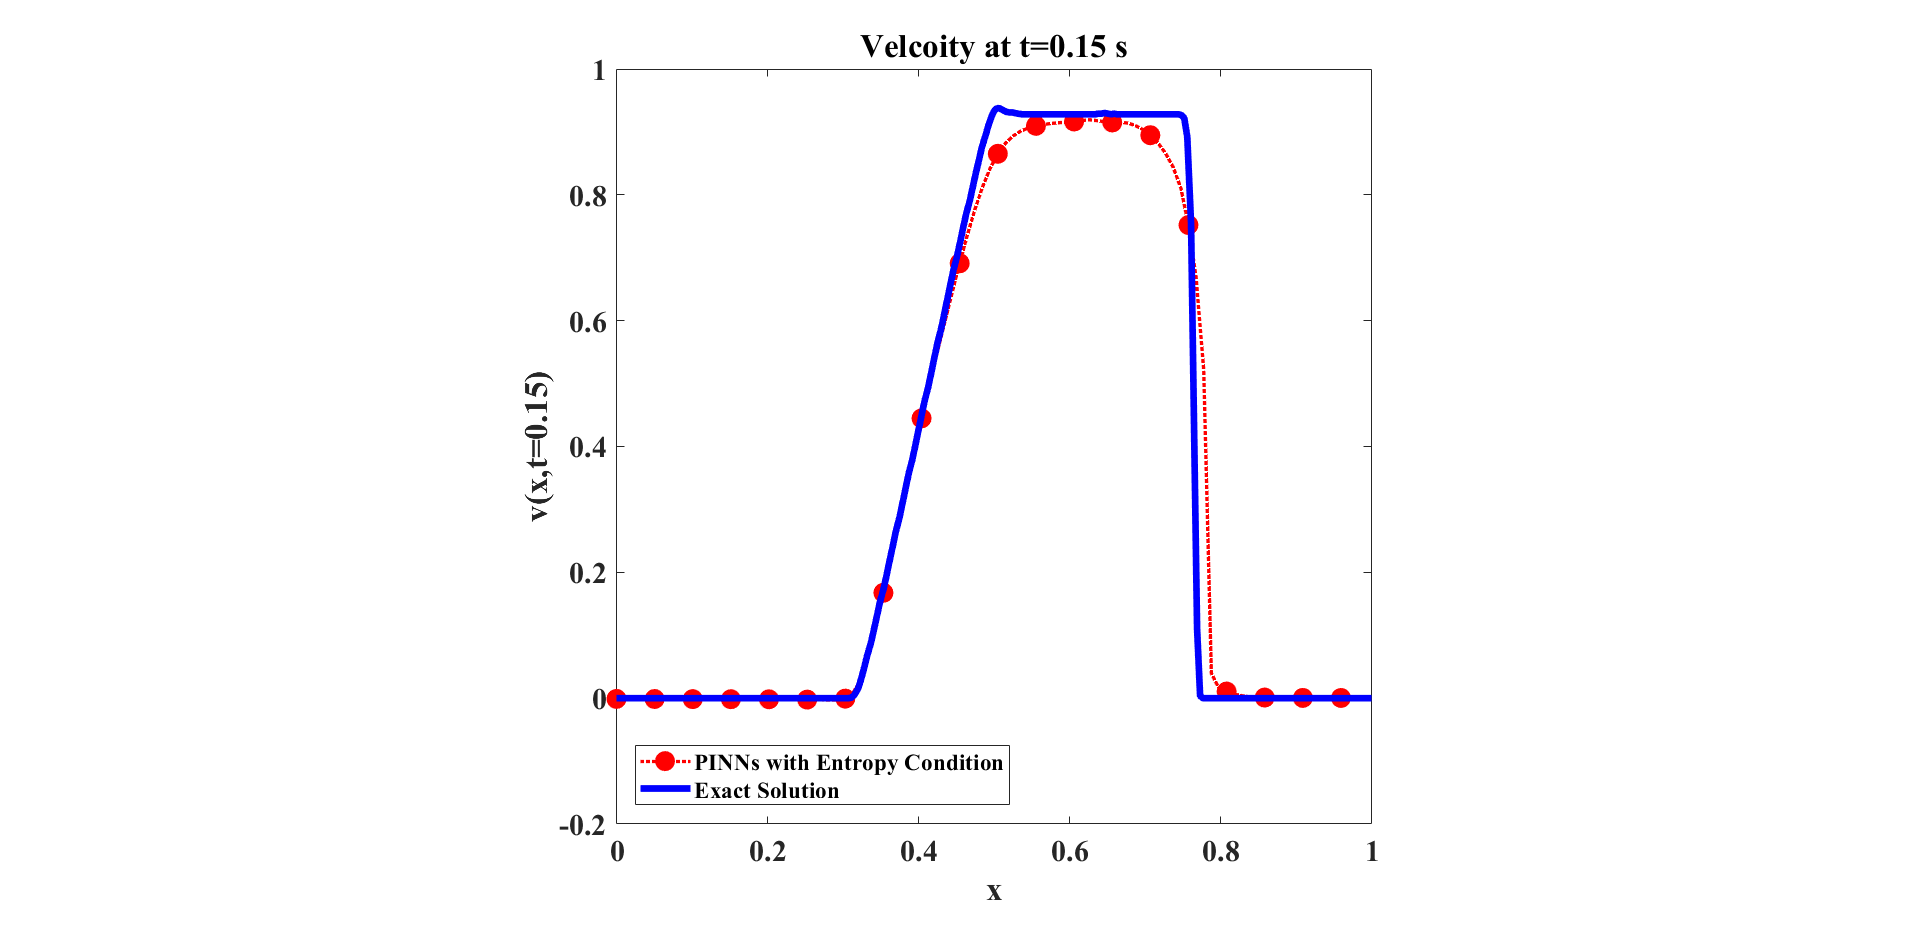 Velcoity at t=0.15 s
1
0.8
0.6
0.4
0.2
0
-0.2
v(x,t=0.15)
PINNs with Entropy Condition
Exact Solution
0 0.2 0.4 0.6 0.8 1
x